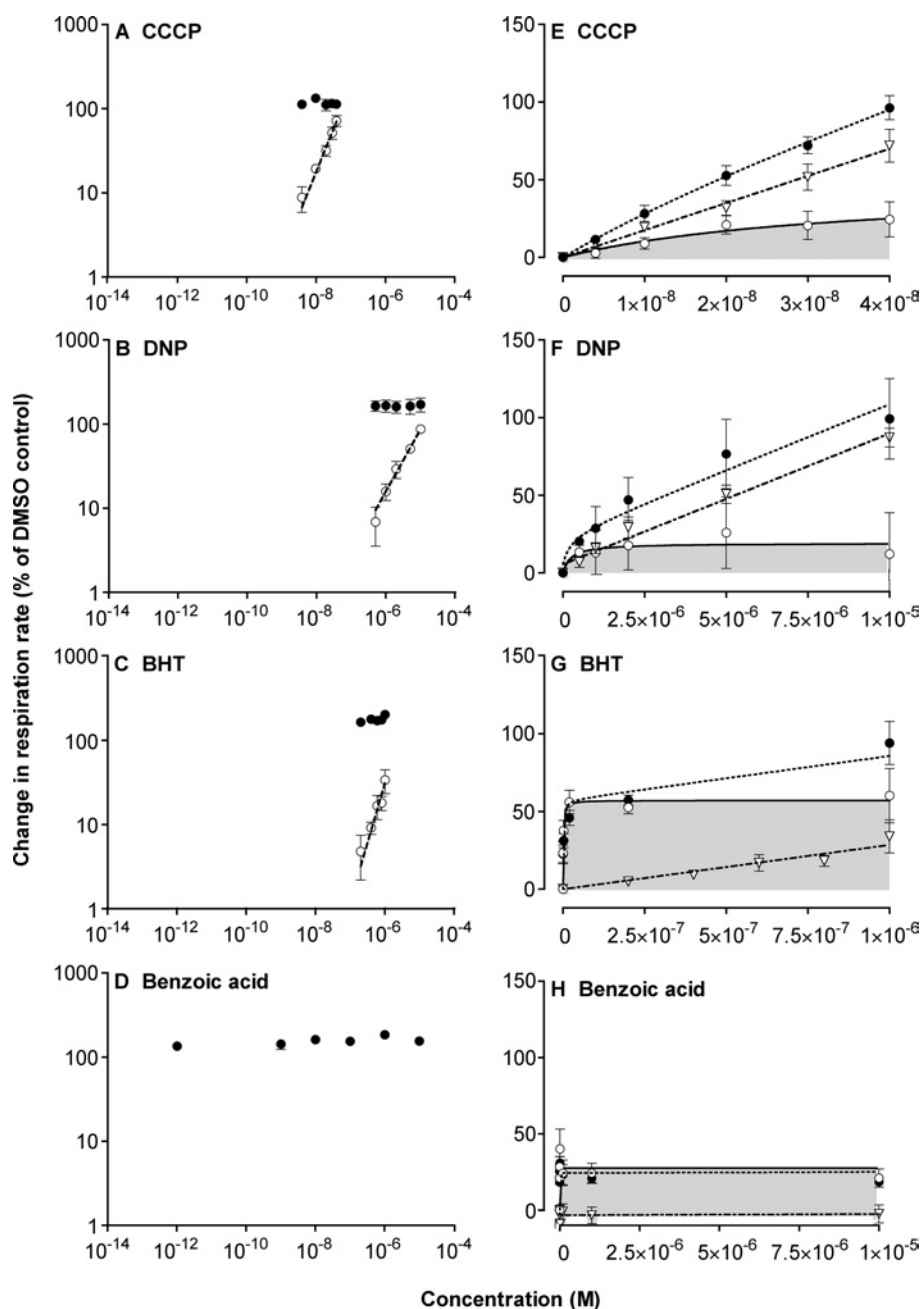 Change in respiration rate (% of DMSO control)
A CCCP
1000
100
10
1
10⁻¹⁴ 10⁻¹² 10⁻¹⁰ 10⁻⁸ 10⁻⁶ 10⁻⁴
E CCCP
150
100
50
0
0 1×10⁻⁸ 2×10⁻⁸ 3×10⁻⁸ 4×10⁻⁸
B DNP
1000
100
10
1
10⁻¹⁴ 10⁻¹² 10⁻¹⁰ 10⁻⁸ 10⁻⁶ 10⁻⁴
F DNP
150
100
50
0
0 2.5×10⁻⁶ 5×10⁻⁶ 7.5×10⁻⁶ 1×10⁻⁵
C BHT
1000
100
10
1
10⁻¹⁴ 10⁻¹² 10⁻¹⁰ 10⁻⁸ 10⁻⁶ 10⁻⁴
G BHT
150
100
50
0
0 2.5×10⁻⁷ 5×10⁻⁷ 7.5×10⁻⁷ 1×10⁻⁶
D Benzoic acid
1000
100
10
1
10⁻¹⁴ 10⁻¹² 10⁻¹⁰ 10⁻⁸ 10⁻⁶ 10⁻⁴
H Benzoic acid
150
100
50
0
0 2.5×10⁻⁶ 5×10⁻⁶ 7.5×10⁻⁶ 1×10⁻⁵
Concentration (M)